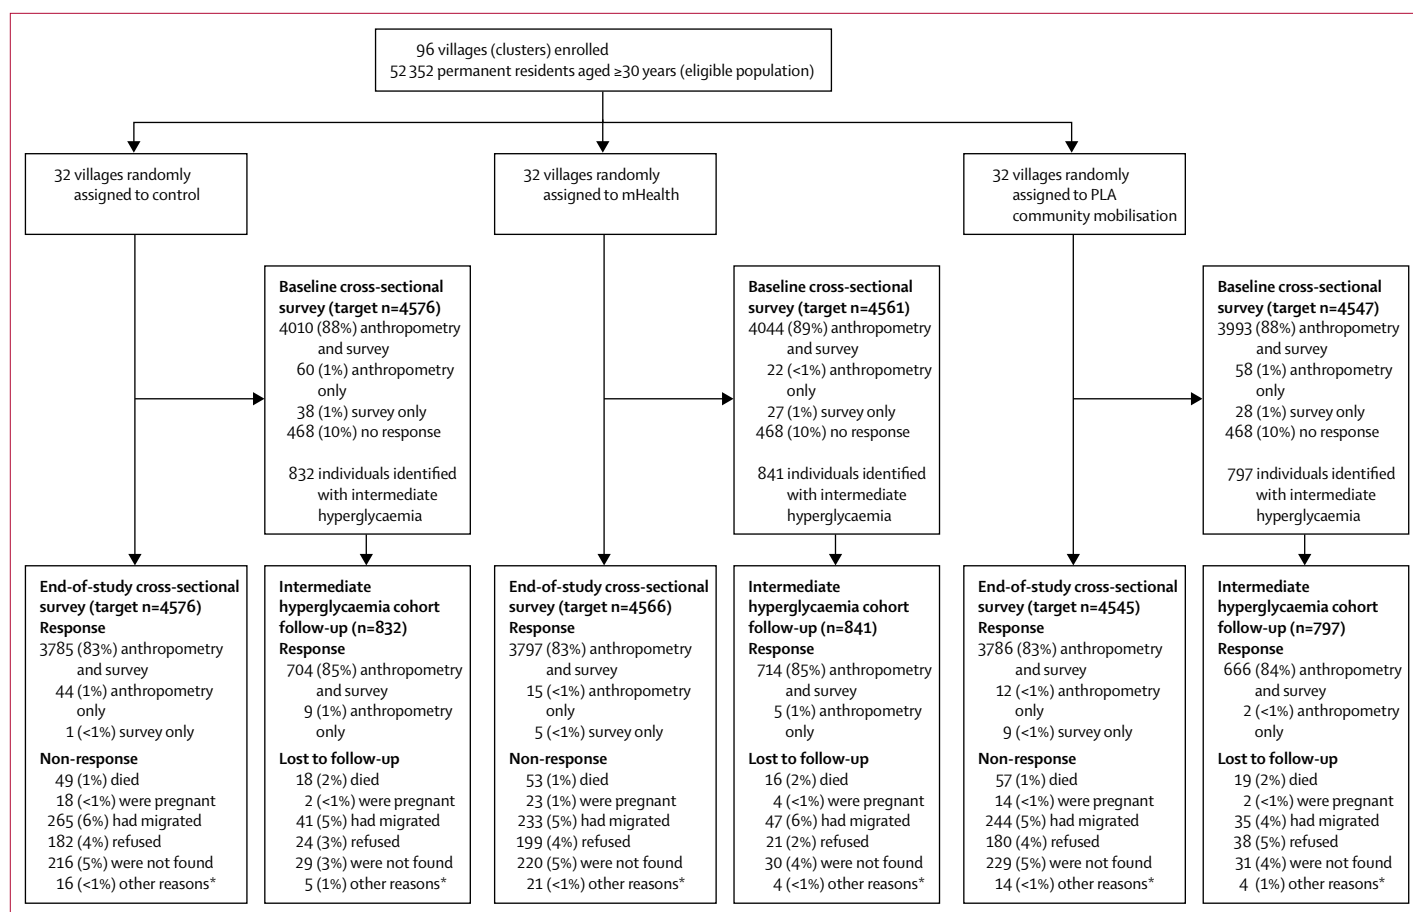 96 villages (clusters) enrolled
52 352 permanent residents aged ≥30 years (eligible population)
32 villages randomly
assigned to control
32 villages randomly
assigned to mHealth
32 villages randomly
assigned to PLA
community mobilisation
Baseline cross-sectional
survey (target n=4576)
4010 (88%) anthropometry
and survey
60 (1%) anthropometry
only
38 (1%) survey only
468 (10%) no response
832 individuals identified
with intermediate
hyperglycaemia
Baseline cross-sectional
survey (target n=4561)
4044 (89%) anthropometry
and survey
22 (<1%) anthropometry
only
27 (1%) survey only
468 (10%) no response
841 individuals identified
with intermediate
hyperglycaemia
Baseline cross-sectional
survey (target n=4547)
3993 (88%) anthropometry
and survey
58 (1%) anthropometry
only
28 (1%) survey only
468 (10%) no response
797 individuals identified
with intermediate
hyperglycaemia
End-of-study cross-sectional
survey (target n=4576)
Response
3785 (83%) anthropometry
and survey
44 (1%) anthropometry
only
1 (<1%) survey only
Non-response
49 (1%) died
18 (<1%) were pregnant
265 (6%) had migrated
182 (4%) refused
216 (5%) were not found
16 (<1%) other reasons*
Intermediate
hyperglycaemia cohort
follow-up (n=832)
Response
704 (85%) anthropometry
and survey
9 (1%) anthropometry
only
Lost to follow-up
18 (2%) died
2 (<1%) were pregnant
41 (5%) had migrated
24 (3%) refused
29 (3%) were not found
5 (1%) other reasons*
End-of-study cross-sectional
survey (target n=4566)
Response
3797 (83%) anthropometry
and survey
15 (<1%) anthropometry
only
5 (<1%) survey only
Non-response
53 (1%) died
23 (1%) were pregnant
233 (5%) had migrated
199 (4%) refused
220 (5%) were not found
21 (<1%) other reasons*
Intermediate
hyperglycaemia cohort
follow-up (n=841)
Response
714 (85%) anthropometry
and survey
5 (1%) anthropometry
only
Lost to follow-up
16 (2%) died
4 (<1%) were pregnant
47 (6%) had migrated
21 (2%) refused
30 (4%) were not found
4 (<1%) other reasons*
End-of-study cross-sectional
survey (target n=4545)
Response
3786 (83%) anthropometry
and survey
12 (<1%) anthropometry
only
9 (<1%) survey only
Non-response
57 (1%) died
14 (<1%) were pregnant
244 (5%) had migrated
180 (4%) refused
229 (5%) were not found
14 (<1%) other reasons*
Intermediate
hyperglycaemia cohort
follow-up (n=797)
Response
666 (84%) anthropometry
and survey
2 (<1%) anthropometry
only
Lost to follow-up
19 (2%) died
2 (<1%) were pregnant
35 (4%) had migrated
38 (5%) refused
31 (4%) were not found
4 (1%) other reasons*